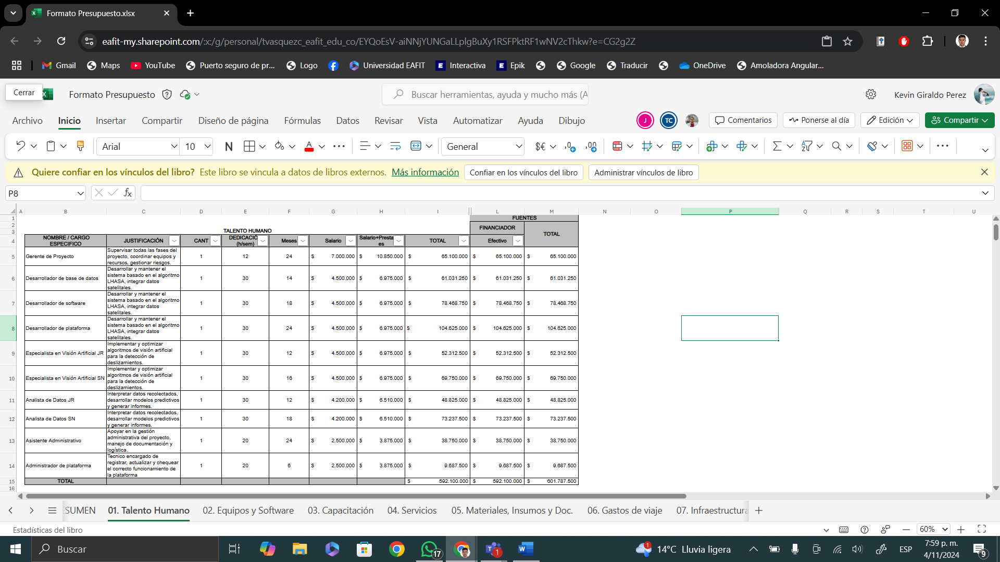 Formato Presupuesto.xlsx
eafit-my.sharepoint.com/:x:/g/personal/tvasquezc_eafit_edu_co/EYQoEsV-aiNNjYUNGaLLplgBuXy1RSFPktRF1wNV2cThkw?e=CG2g2Z
Gmail Maps YouTube Puerto seguro de pr... Logo Universidad EAFIT Interactiva Epik Google Traducir OneDrive Amoladora Angular...
Cerrar Formato Presupuesto Buscar herramientas, ayuda y mucho más (A Kevin Giraldo Perez
Archivo Inicio Insertar Compartir Diseño de página Fórmulas Datos Revisar Vista Automatizar Ayuda Dibujo J TC Comentarios Ponerse al día Edición Compartir
Arial 10 N General $€
Quiere confiar en los vínculos del libro? Este libro se vincula a datos de libros externos. Más información Confiar en los vínculos del libro Administrar vínculos de libro
P8 fx
A B C D E F G H I L M N O P Q R S T U
1 FUENTES
2 FINANCIADOR TOTAL
3 TALENTO HUMANO
4 NOMBRE / CARGO ESPECIFICO JUSTIFICACIÓN CANT DEDICACIÓ (h/sem) Meses Salario Salario+Presta es TOTAL Efectivo
5 Gerente de Proyecto Supervisar todas las fases del proyecto, coordinar equipos y recursos, gestionar riesgos. 1 12 24 $ 7.000.000 $ 10.850.000 $ 65.100.000 $ 65.100.000 $ 65.100.000
6 Desarrollador de base de datos Desarrollar y mantener el sistema basado en el algoritmo LHASA, integrar datos satelitales. 1 30 14 $ 4.500.000 $ 6.975.000 $ 61.031.250 $ 61.031.250 $ 61.031.250
7 Desarrollador de software Desarrollar y mantener el sistema basado en el algoritmo LHASA, integrar datos satelitales. 1 30 18 $ 4.500.000 $ 6.975.000 $ 78.468.750 $ 78.468.750 $ 78.468.750
8 Desarrollador de plataforma Desarrollar y mantener el sistema basado en el algoritmo LHASA, integrar datos satelitales. 1 30 24 $ 4.500.000 $ 6.975.000 $ 104.625.000 $ 104.625.000 $ 104.625.000
9 Especialista en Visión Artificial JR Implementar y optimizar algoritmos de visión artificial para la detección de deslizamientos. 1 30 12 $ 4.500.000 $ 6.975.000 $ 52.312.500 $ 52.312.500 $ 52.312.500
10 Especialista en Visión Artificial SN Implementar y optimizar algoritmos de visión artificial para la detección de deslizamientos. 1 30 16 $ 4.500.000 $ 6.975.000 $ 69.750.000 $ 69.750.000 $ 69.750.000
11 Analista de Datos JR Interpretar datos recolectados, desarrollar modelos predictivos y generar informes. 1 30 12 $ 4.200.000 $ 6.510.000 $ 48.825.000 $ 48.825.000 $ 48.825.000
12 Analista de Datos SN Interpretar datos recolectados, desarrollar modelos predictivos y generar informes. 1 30 18 $ 4.200.000 $ 6.510.000 $ 73.237.500 $ 73.237.500 $ 73.237.500
13 Asistente Administrativo Apoyar en la gestión administrativa del proyecto, manejo de documentación y logística. 1 20 24 $ 2.500.000 $ 3.875.000 $ 38.750.000 $ 38.750.000 $ 38.750.000
14 Administrador de plataforma Tecnico encargado de registrar, actualizar y chequear el correcto funcionamiento de la plataforma 1 20 6 $ 2.500.000 $ 3.875.000 $ 9.687.500 $ 9.687.500 $ 9.687.500
15 TOTAL $ 592.100.000 $ 592.100.000 $ 601.787.500
16
ESUMEN 01. Talento Humano 02. Equipos y Software 03. Capacitación 04. Servicios 05. Materiales, Insumos y Doc. 06. Gastos de viaje 07. Infraestructura
Estadísticas del libro 60%
Buscar 17 1 1 14°C Lluvia ligera ESP 7:59 p. m.
4/11/2024 9